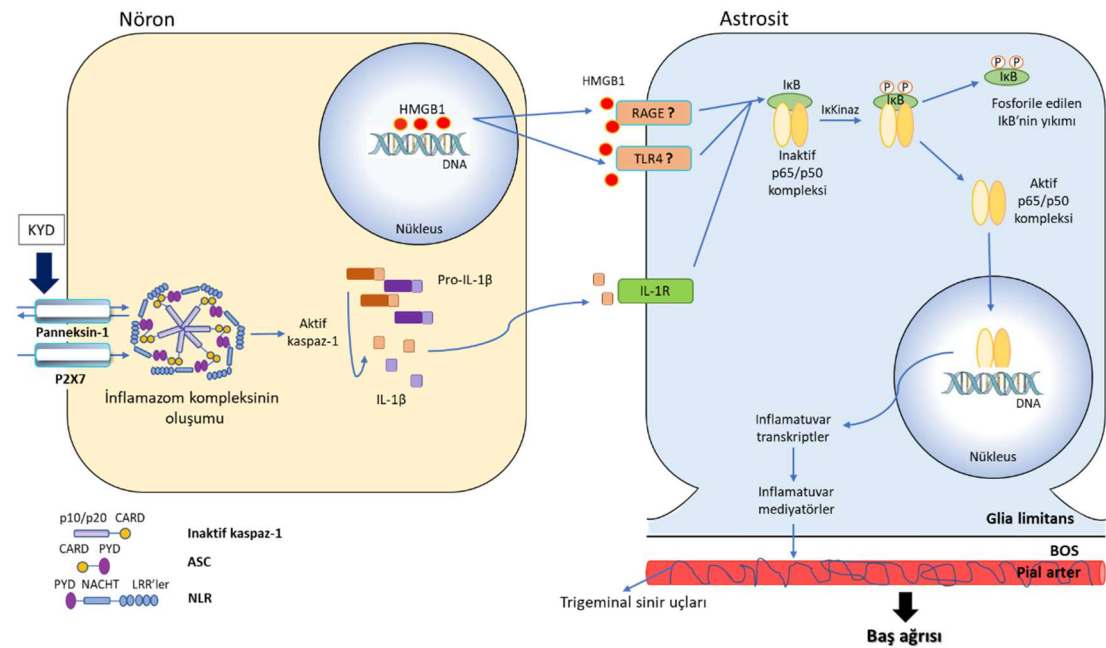 Nöron
HMGB1
DNA
Nükleus
KYD
Panneksin-1
P2X7
İnflamazom kompleksinin
oluşumu
Aktif
kaspaz-1
Pro-IL-1β
IL-1β
p10/p20 CARD
Inaktif kaspaz-1
CARD PYD
ASC
PYD NACHT LRR'ler
NLR
Astrosit
HMGB1
RAGE ?
TLR4 ?
IL-1R
IκB
Inaktif
p65/p50
kompleksi
IκKinaz
P P
IκB
P P
IκB
Fosforile edilen
IkB'nin yıkımı
Aktif
p65/p50
kompleksi
DNA
Nükleus
Inflamatuvar
transkriptler
Inflamatuvar
mediyatörler
Glia limitans
BOS
Pial arter
Trigeminal sinir uçları
Baş ağrısı